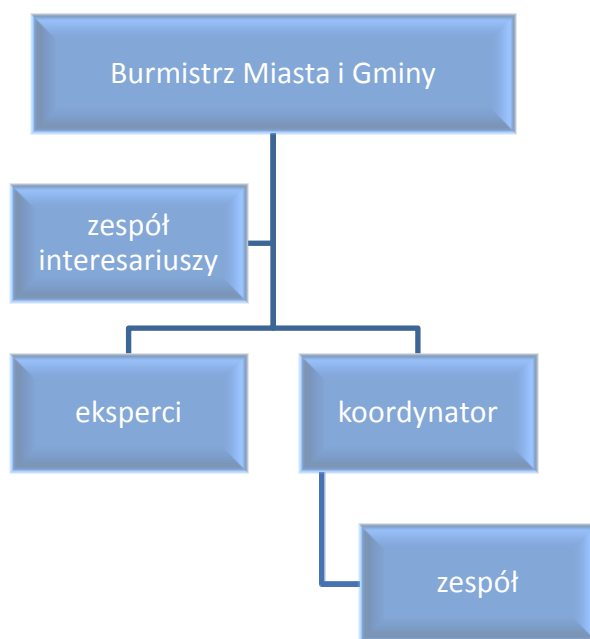 Burmistrz Miasta i Gminy
zespół
interesariuszy
eksperci
koordynator
zespół